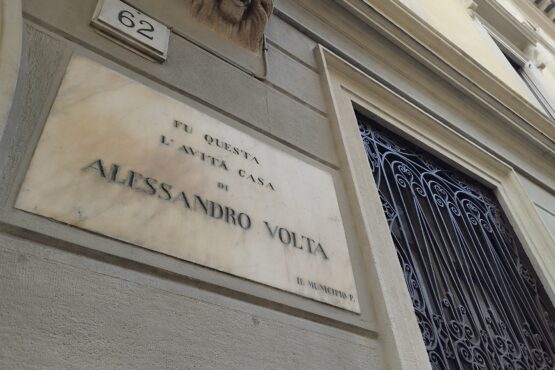 62
FU QUESTA
L'AVITA CASA
DI
ALESSANDRO VOLTA
IL MUNICIPIO P.